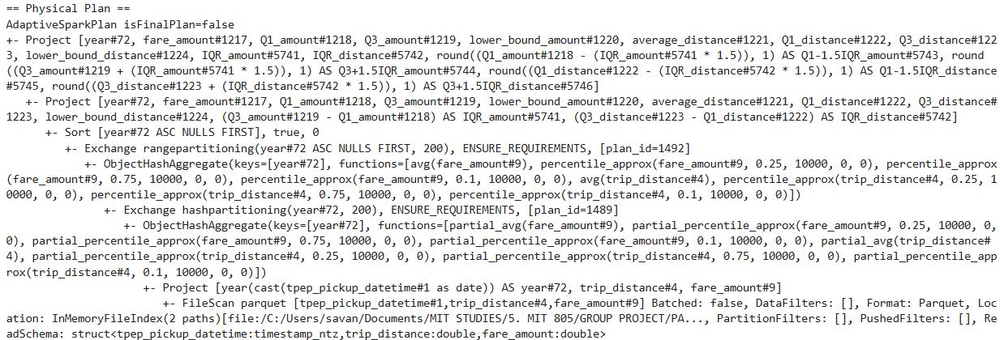 == Physical Plan ==
AdaptiveSparkPlan isFinalPlan=false
+- Project [year#72, fare_amount#1217, Q1_amount#1218, Q3_amount#1219, lower_bound_amount#1220, average_distance#1221, Q1_distance#1222, Q3_distance#122
3, lower_bound_distance#1224, IQR_amount#5741, IQR_distance#5742, round((Q1_amount#1218 - (IQR_amount#5741 * 1.5)), 1) AS Q1-1.5IQR_amount#5743, round
((Q3_amount#1219 + (IQR_amount#5741 * 1.5)), 1) AS Q3+1.5IQR_amount#5744, round((Q1_distance#1222 - (IQR_distance#5742 * 1.5)), 1) AS Q1-1.5IQR_distance
#5745, round((Q3_distance#1223 + (IQR_distance#5742 * 1.5)), 1) AS Q3+1.5IQR_distance#5746]
+- Project [year#72, fare_amount#1217, Q1_amount#1218, Q3_amount#1219, lower_bound_amount#1220, average_distance#1221, Q1_distance#1222, Q3_distance#
1223, lower_bound_distance#1224, (Q3_amount#1219 - Q1_amount#1218) AS IQR_amount#5741, (Q3_distance#1223 - Q1_distance#1222) AS IQR_distance#5742]
+- Sort [year#72 ASC NULLS FIRST], true, 0
+- Exchange rangepartitioning(year#72 ASC NULLS FIRST, 200), ENSURE_REQUIREMENTS, [plan_id=1492]
+- ObjectHashAggregate(keys=[year#72], functions=[avg(fare_amount#9), percentile_approx(fare_amount#9, 0.25, 10000, 0, 0), percentile_approx
(fare_amount#9, 0.75, 10000, 0, 0), percentile_approx(fare_amount#9, 0.1, 10000, 0, 0), avg(trip_distance#4), percentile_approx(trip_distance#4, 0.25, 1
0000, 0, 0), percentile_approx(trip_distance#4, 0.75, 10000, 0, 0), percentile_approx(trip_distance#4, 0.1, 10000, 0, 0)])
+- Exchange hashpartitioning(year#72, 200), ENSURE_REQUIREMENTS, [plan_id=1489]
+- ObjectHashAggregate(keys=[year#72], functions=[partial_avg(fare_amount#9), partial_percentile_approx(fare_amount#9, 0.25, 10000, 0,
0), partial_percentile_approx(fare_amount#9, 0.75, 10000, 0, 0), partial_percentile_approx(fare_amount#9, 0.1, 10000, 0, 0), partial_avg(trip_distance#
4), partial_percentile_approx(trip_distance#4, 0.25, 10000, 0, 0), partial_percentile_approx(trip_distance#4, 0.75, 10000, 0, 0), partial_percentile_app
rox(trip_distance#4, 0.1, 10000, 0, 0)])
+- Project [year(cast(tpep_pickup_datetime#1 as date)) AS year#72, trip_distance#4, fare_amount#9]
+- FileScan parquet [tpep_pickup_datetime#1,trip_distance#4,fare_amount#9] Batched: false, DataFilters: [], Format: Parquet, Loc
ation: InMemoryFileIndex(2 paths)[file:/C:/Users/savan/Documents/MIT STUDIES/5. MIT 805/GROUP PROJECT/PA..., PartitionFilters: [], PushedFilters: [], Re
adSchema: struct<tpep_pickup_datetime:timestamp_ntz,trip_distance:double,fare_amount:double>